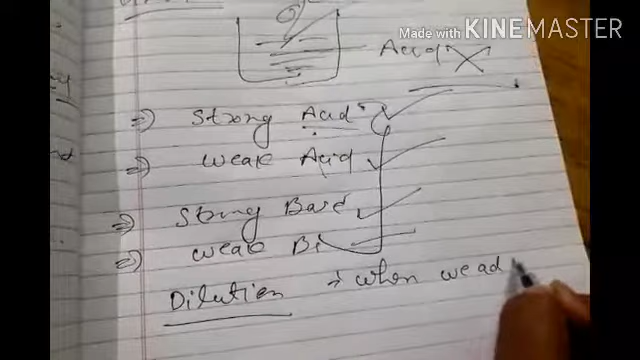 Made with KINEMASTER
Acid
⇒ Strong Acid
⇒ weak Acid
⇒ Strong Base
⇒ weak B
Dilution → when we ad